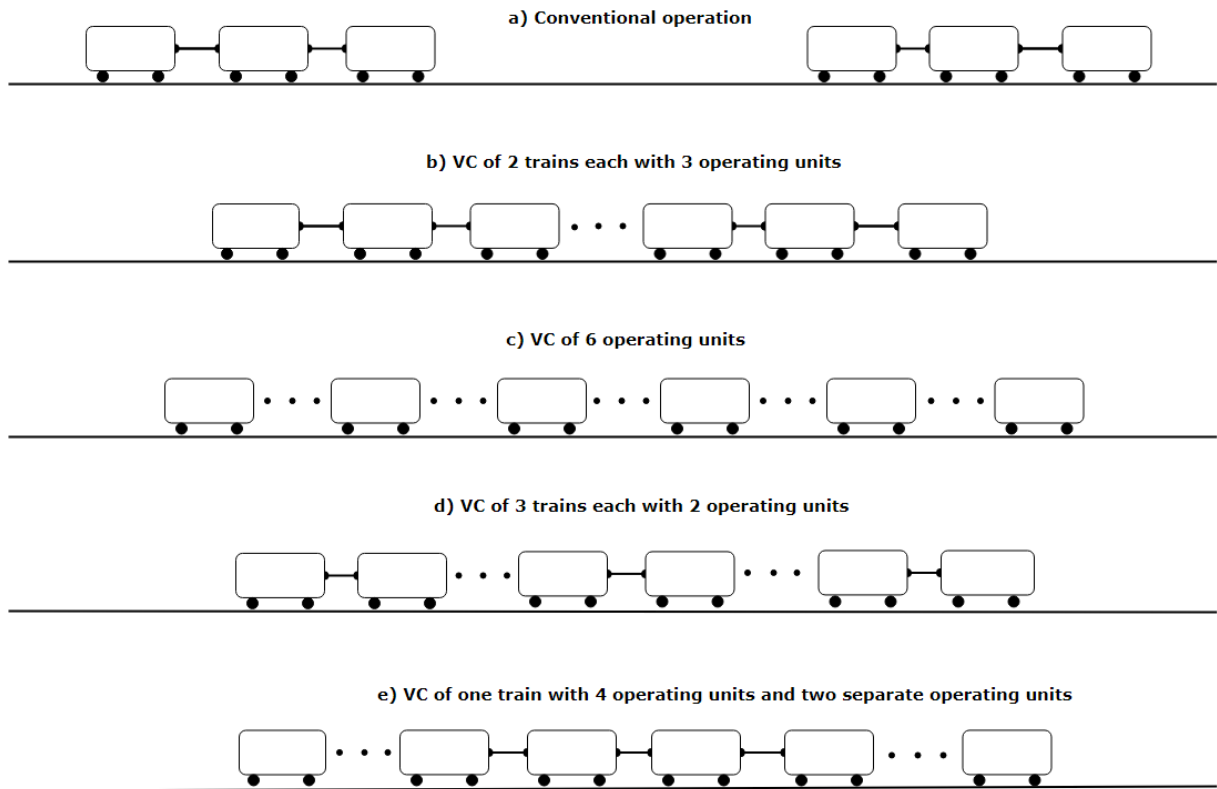 a) Conventional operation
b) VC of 2 trains each with 3 operating units
c) VC of 6 operating units
d) VC of 3 trains each with 2 operating units
e) VC of one train with 4 operating units and two separate operating units